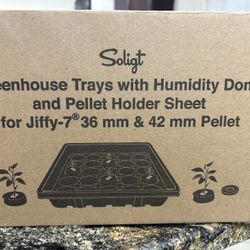 Soligt
eenhouse Trays with Humidity Dom
and Pellet Holder Sheet
for Jiffy-7® 36 mm & 42 mm Pellet